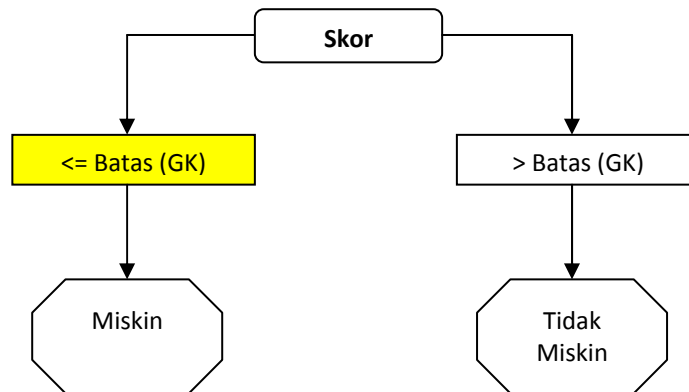 Skor
<= Batas (GK)
> Batas (GK)
Miskin
Tidak
Miskin